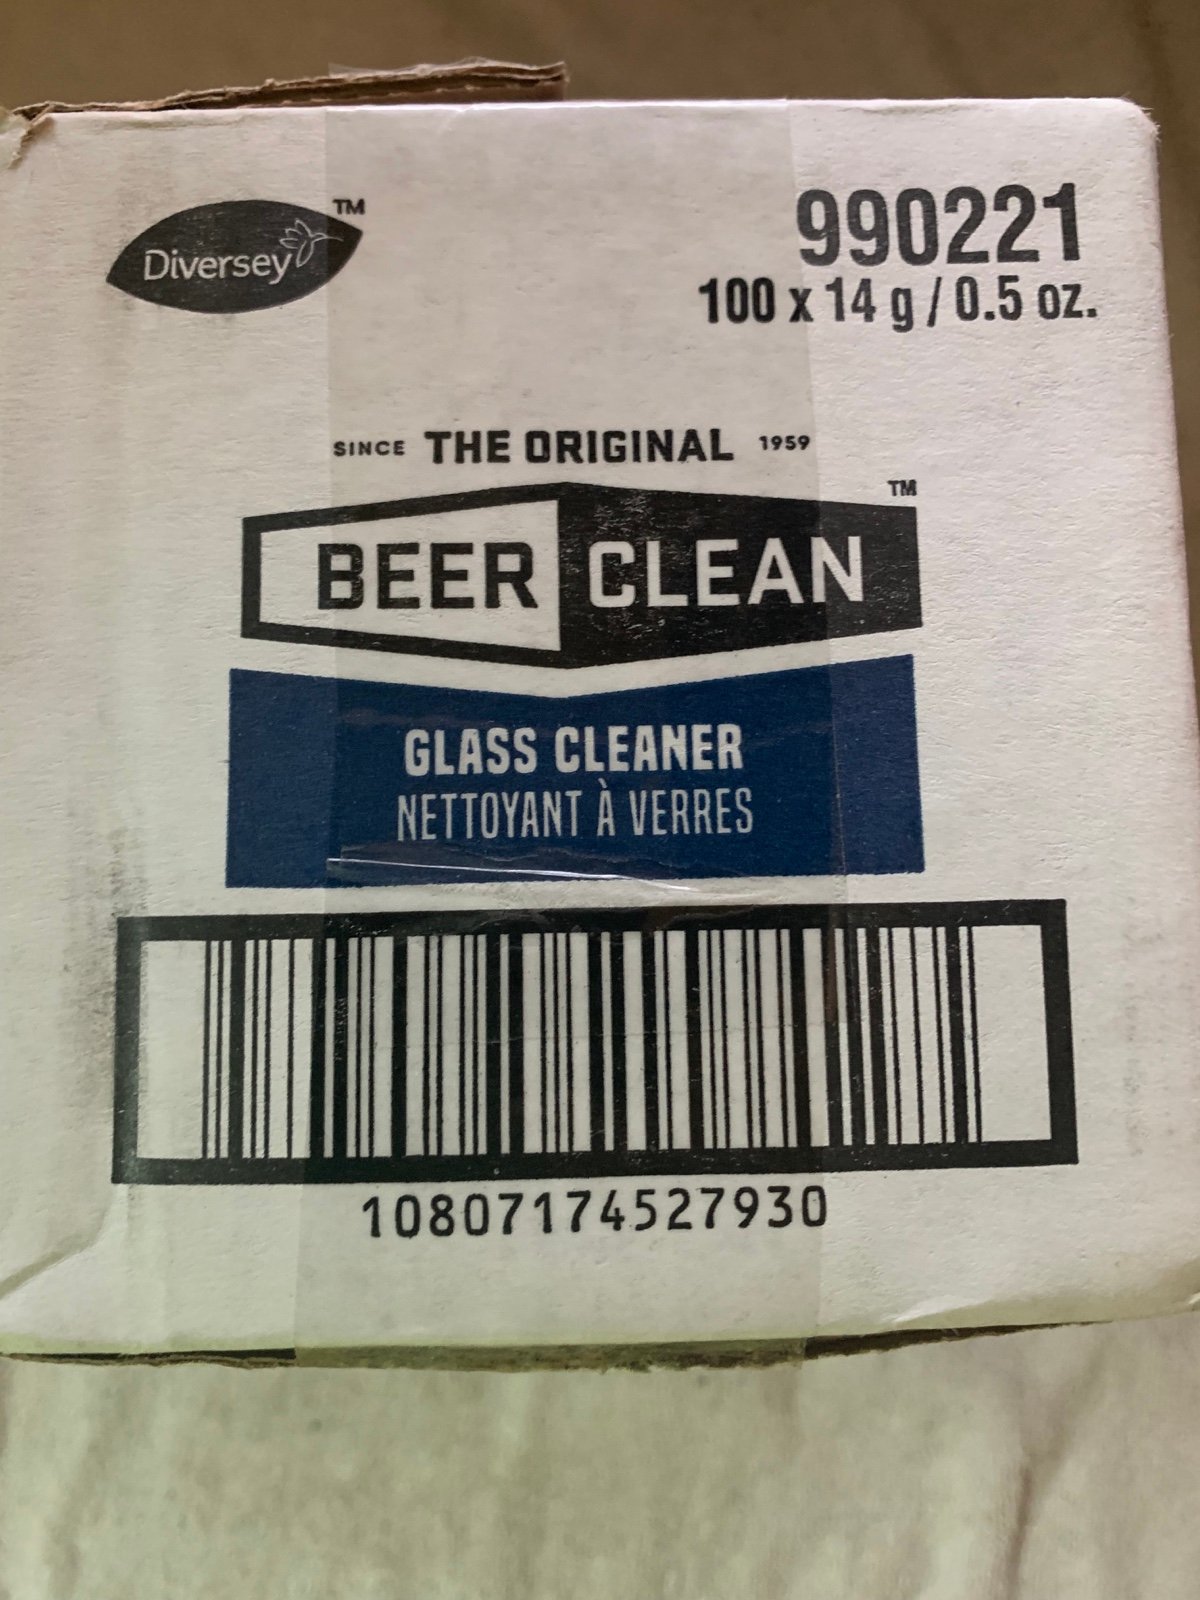 Diversey™
990221
100 x 14 g / 0.5 oz.
SINCE THE ORIGINAL 1959
BEER CLEAN™
GLASS CLEANER
NETTOYANT À VERRES
10807174527930